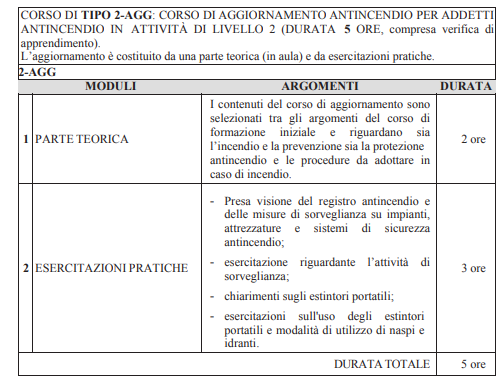 CORSO DI TIPO 2-AGG: CORSO DI AGGIORNAMENTO ANTINCENDIO PER ADDETTI
ANTINCENDIO IN ATTIVITÀ DI LIVELLO 2 (DURATA 5 ORE, compresa verifica di
apprendimento).
L’aggiornamento è costituito da una parte teorica (in aula) e da esercitazioni pratiche.
2-AGG
MODULI ARGOMENTI DURATA
1 PARTE TEORICA
I contenuti del corso di aggiornamento sono
selezionati tra gli argomenti del corso di
formazione iniziale e riguardano sia
l’incendio e la prevenzione sia la protezione
antincendio e le procedure da adottare in
caso di incendio.
2 ore
2 ESERCITAZIONI PRATICHE
- Presa visione del registro antincendio e
delle misure di sorveglianza su impianti,
attrezzature e sistemi di sicurezza
antincendio;
- esercitazione riguardante l’attività di
sorveglianza;
- chiarimenti sugli estintori portatili;
- esercitazioni sull'uso degli estintori
portatili e modalità di utilizzo di naspi e
idranti.
3 ore
DURATA TOTALE 5 ore